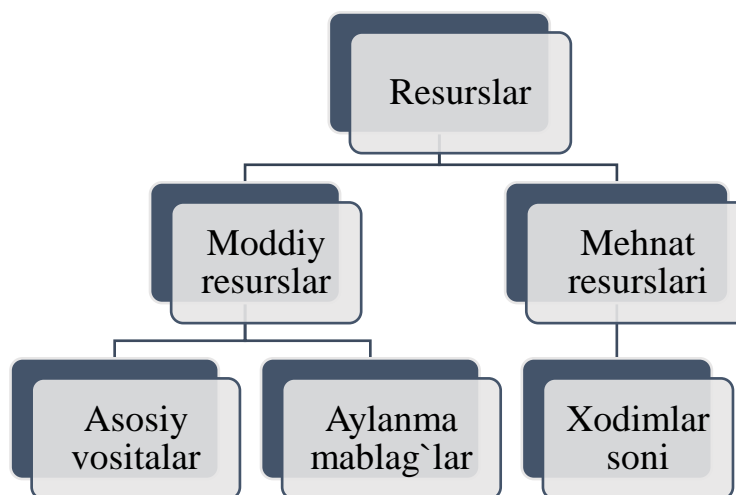 Resurslar
Moddiy
resurslar
Mehnat
resurslari
Asosiy
vositalar
Aylanma
mablag`lar
Xodimlar
soni